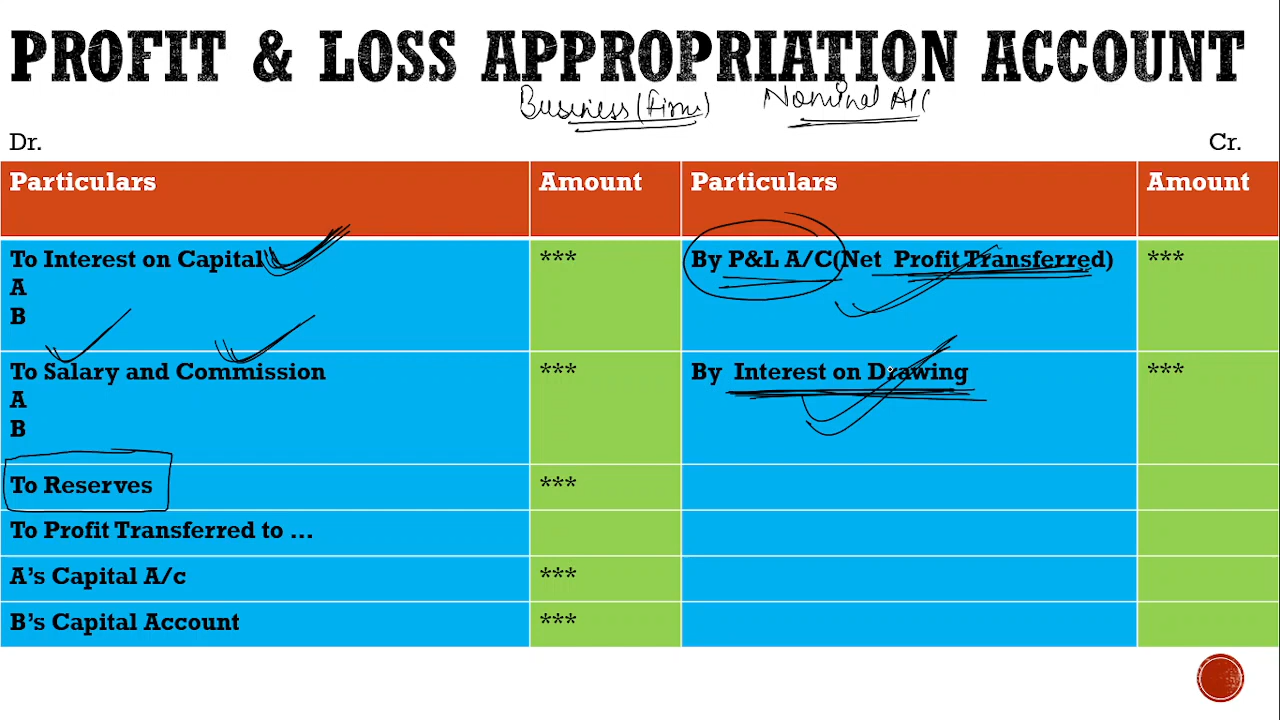 PROFIT & LOSS APPROPRIATION ACCOUNT
Business (Firm) Nominal A/C
Dr. Cr.
Particulars Amount Particulars Amount
To Interest on Capital *** By P&L A/C(Net Profit Transferred) ***
A
B
To Salary and Commission *** By Interest on Drawing ***
A
B
To Reserves ***
To Profit Transferred to ...
A's Capital A/c ***
B's Capital Account ***